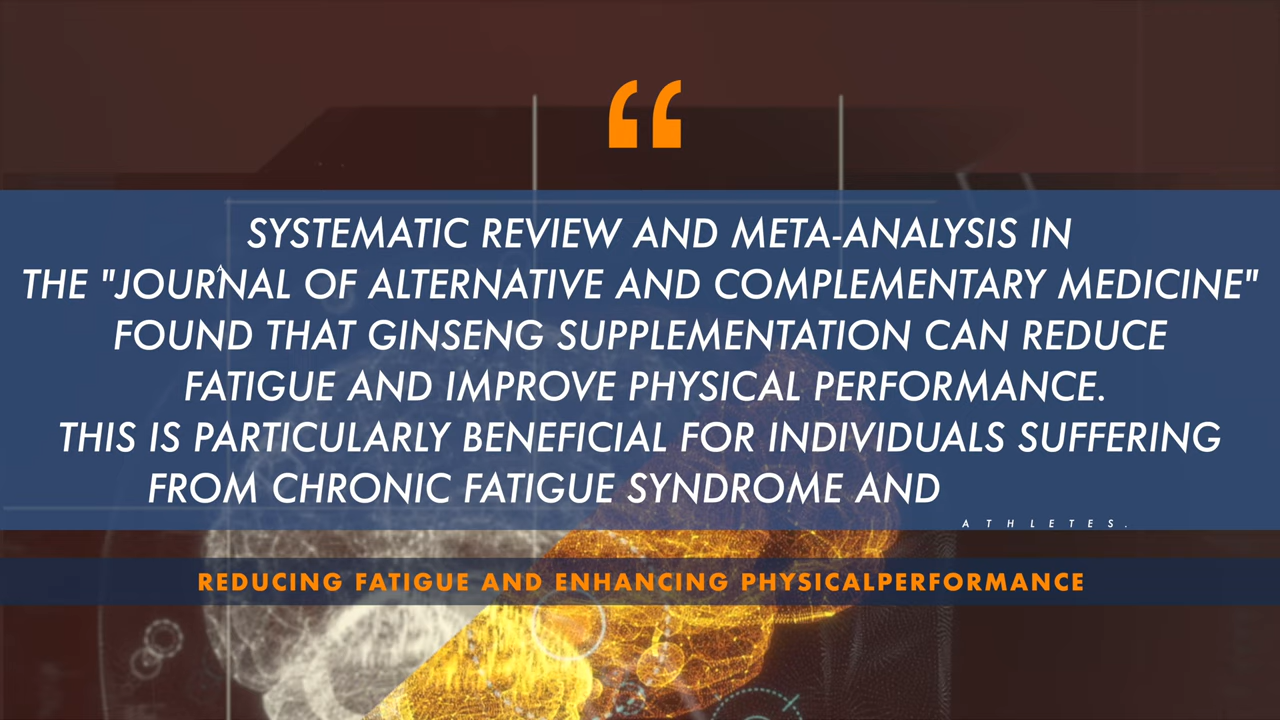 “
SYSTEMATIC REVIEW AND META-ANALYSIS IN
THE "JOURNAL OF ALTERNATIVE AND COMPLEMENTARY MEDICINE"
FOUND THAT GINSENG SUPPLEMENTATION CAN REDUCE
FATIGUE AND IMPROVE PHYSICAL PERFORMANCE.
THIS IS PARTICULARLY BENEFICIAL FOR INDIVIDUALS SUFFERING
FROM CHRONIC FATIGUE SYNDROME AND
ATHLETES.
REDUCING FATIGUE AND ENHANCING PHYSICALPERFORMANCE